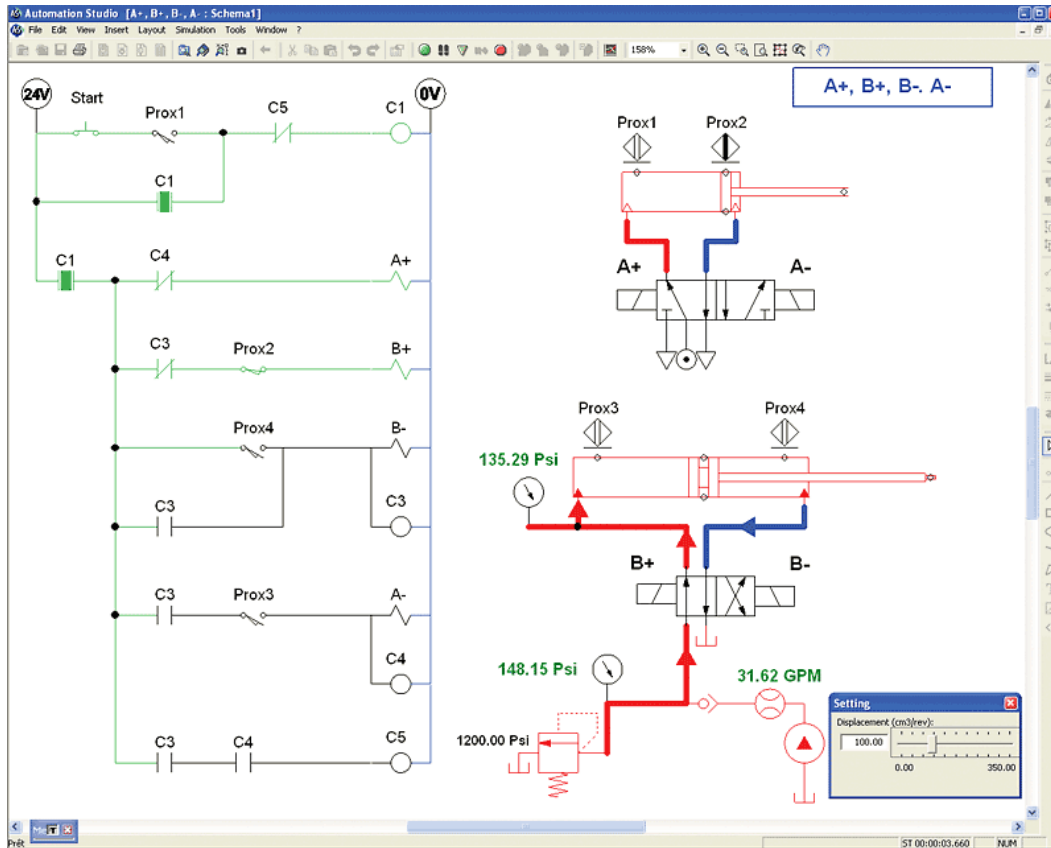 Automation Studio [A+, B+, B-, A- : Schema1]
File Edit View Insert Layout Simulation Tools Window ?
158%
A+, B+, B-. A-
24V
Start
Prox1
C5
C1
0V
C1
C1
C4
A+
C3
Prox2
B+
Prox4
B-
C3
C3
C3
Prox3
A-
C4
C3
C4
C5
Prox1
Prox2
A+
A-
Prox3
Prox4
135.29 Psi
B+
B-
148.15 Psi
31.62 GPM
1200.00 Psi
Setting
Displacement (cm3/rev):
100.00
0.00
350.00
Prêt
ST 00:00:03.660
NUM